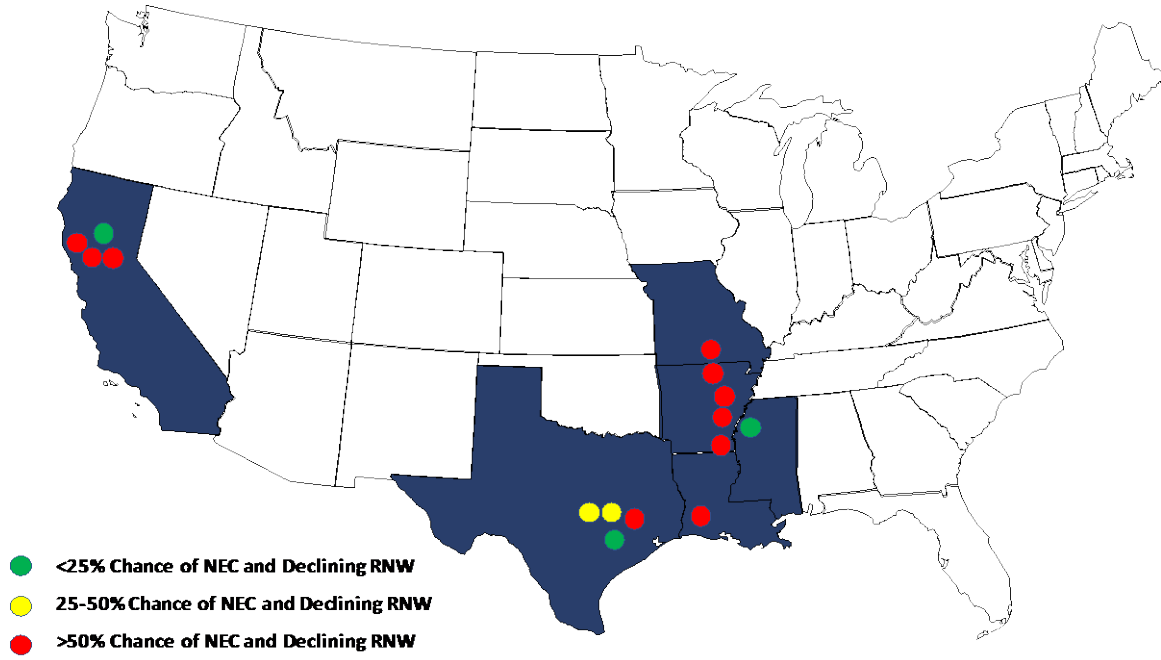 <25% Chance of NEC and Declining RNW
25-50% Chance of NEC and Declining RNW
>50% Chance of NEC and Declining RNW